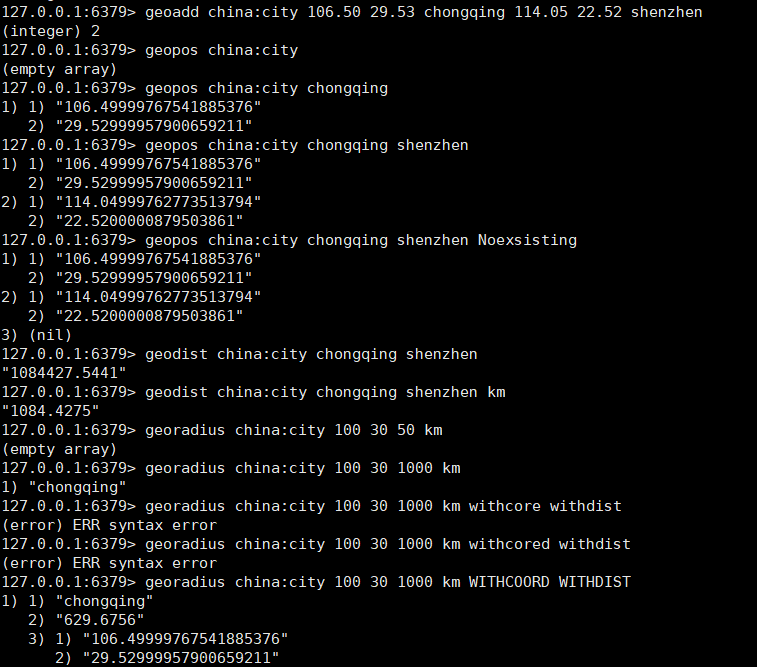 127.0.0.1:6379> geoadd china:city 106.50 29.53 chongqing 114.05 22.52 shenzhen
(integer) 2
127.0.0.1:6379> geopos china:city
(empty array)
127.0.0.1:6379> geopos china:city chongqing
1) 1) "106.49999767541885376"
   2) "29.52999957900659211"
127.0.0.1:6379> geopos china:city chongqing shenzhen
1) 1) "106.49999767541885376"
   2) "29.52999957900659211"
2) 1) "114.04999762773513794"
   2) "22.5200000879503861"
127.0.0.1:6379> geopos china:city chongqing shenzhen Noexsisting
1) 1) "106.49999767541885376"
   2) "29.52999957900659211"
2) 1) "114.04999762773513794"
   2) "22.5200000879503861"
3) (nil)
127.0.0.1:6379> geodist china:city chongqing shenzhen
"1084427.5441"
127.0.0.1:6379> geodist china:city chongqing shenzhen km
"1084.4275"
127.0.0.1:6379> georadius china:city 100 30 50 km
(empty array)
127.0.0.1:6379> georadius china:city 100 30 1000 km
1) "chongqing"
127.0.0.1:6379> georadius china:city 100 30 1000 km withcore withdist
(error) ERR syntax error
127.0.0.1:6379> georadius china:city 100 30 1000 km withcored withdist
(error) ERR syntax error
127.0.0.1:6379> georadius china:city 100 30 1000 km WITHCOORD WITHDIST
1) 1) "chongqing"
   2) "629.6756"
   3) 1) "106.49999767541885376"
      2) "29.52999957900659211"